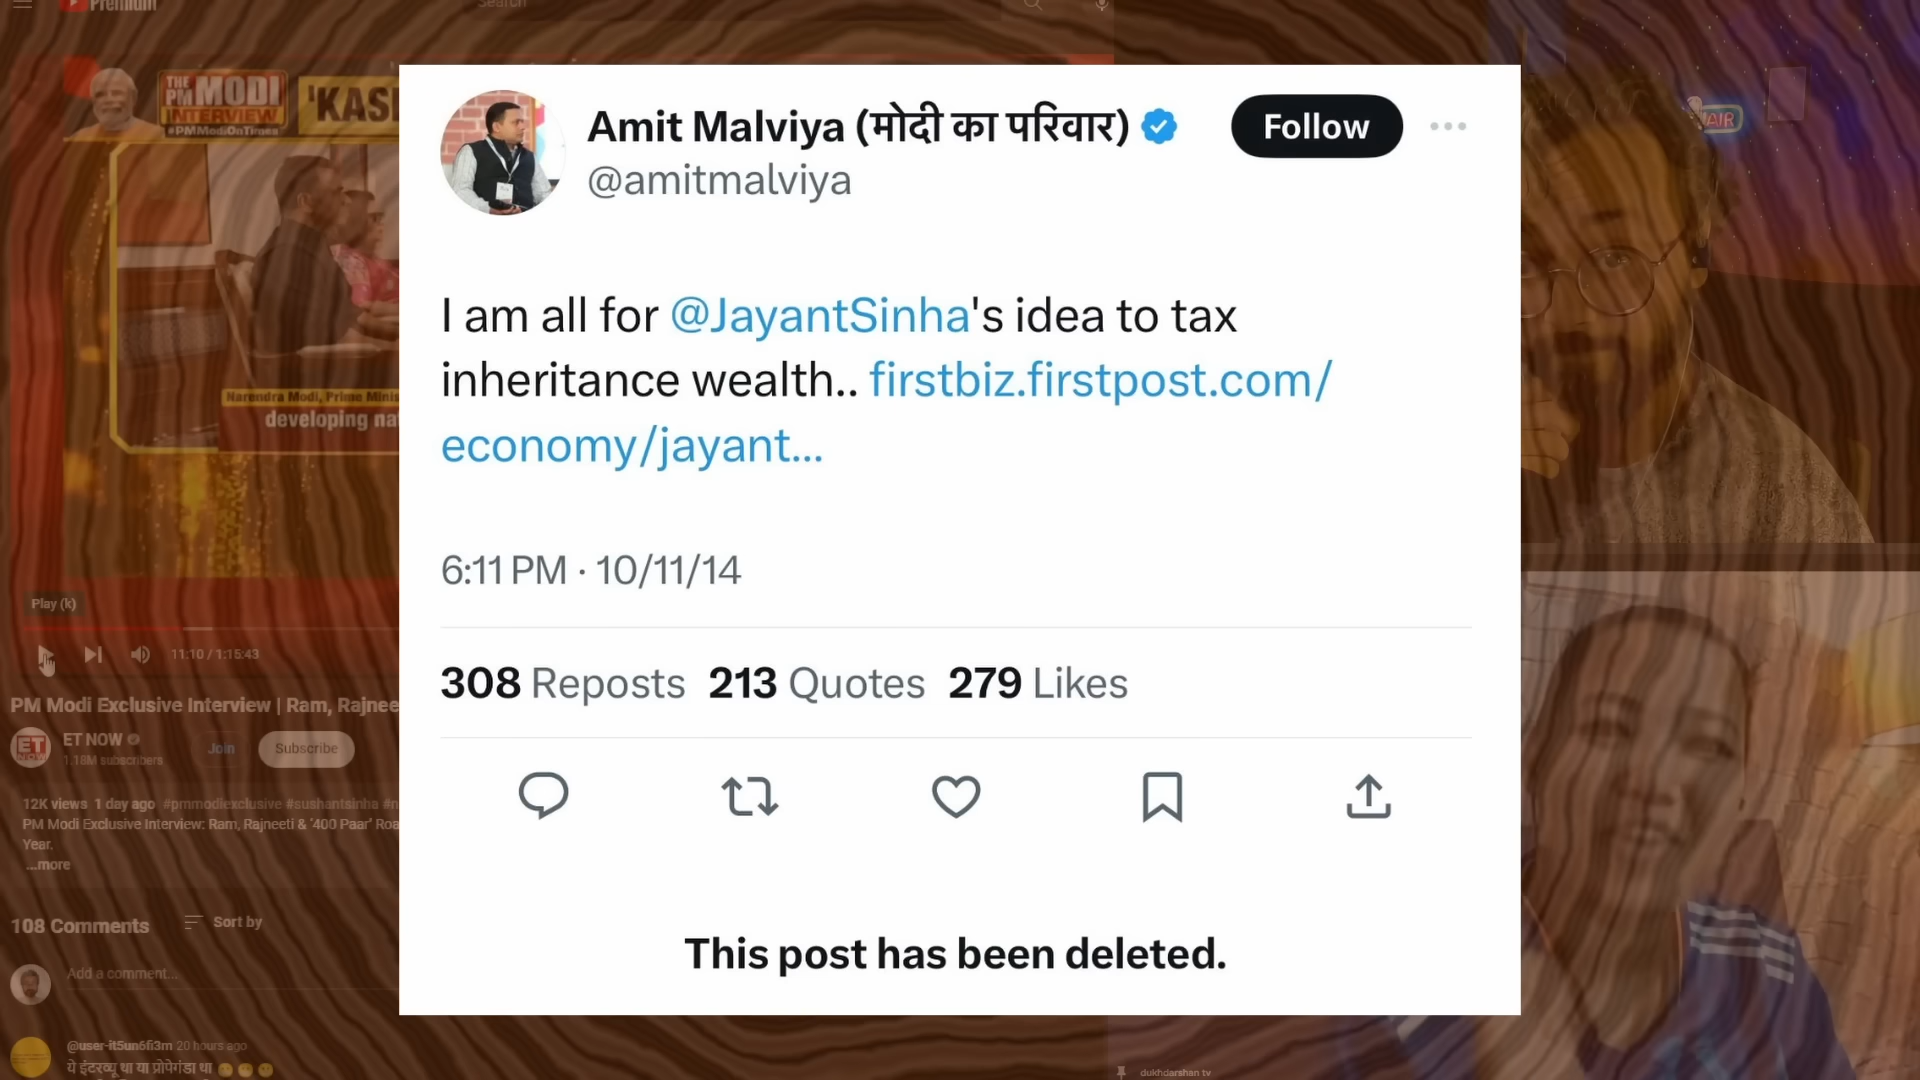 Premium
Search
THE
PM MODI
INTERVIEW
#PMModiOnTimes
'KAS
AIR
Amit Malviya (मोदी का परिवार)
Follow
@amitmalviya
I am all for @JayantSinha's idea to tax
inheritance wealth.. firstbiz.firstpost.com/
economy/jayant...
6:11 PM · 10/11/14
308 Reposts 213 Quotes 279 Likes
This post has been deleted.
Narendra Modi, Prime Minis
developing na
Play (k)
11:10 / 1:15:43
PM Modi Exclusive Interview | Ram, Rajnee
ET NOW
1.18M subscribers
Join
Subscribe
12K views 1 day ago #pmmodiexclusive #sushantsinha #n
PM Modi Exclusive Interview: Ram, Rajneeti & '400 Paar' Roa
Year.
...more
108 Comments
Sort by
Add a comment...
@user-it5un6fi3m 20 hours ago
ये इंटरव्यू था या प्रोपेगंडा था
dukhdarshan tv